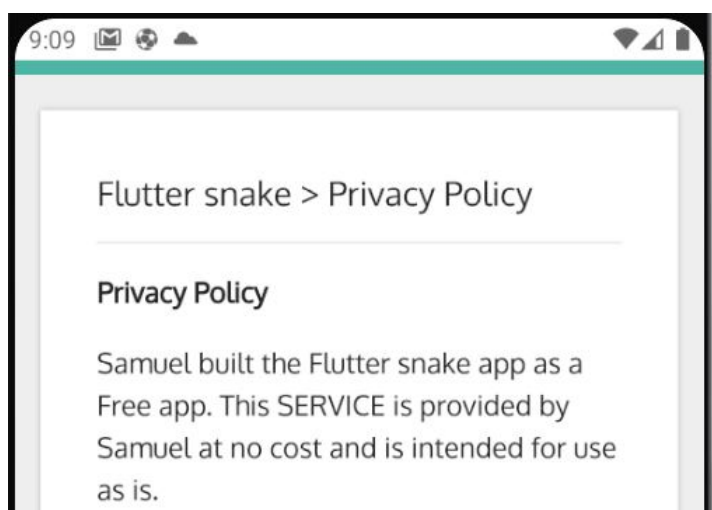 9:09
Flutter snake > Privacy Policy
Privacy Policy
Samuel built the Flutter snake app as a
Free app. This SERVICE is provided by
Samuel at no cost and is intended for use
as is.